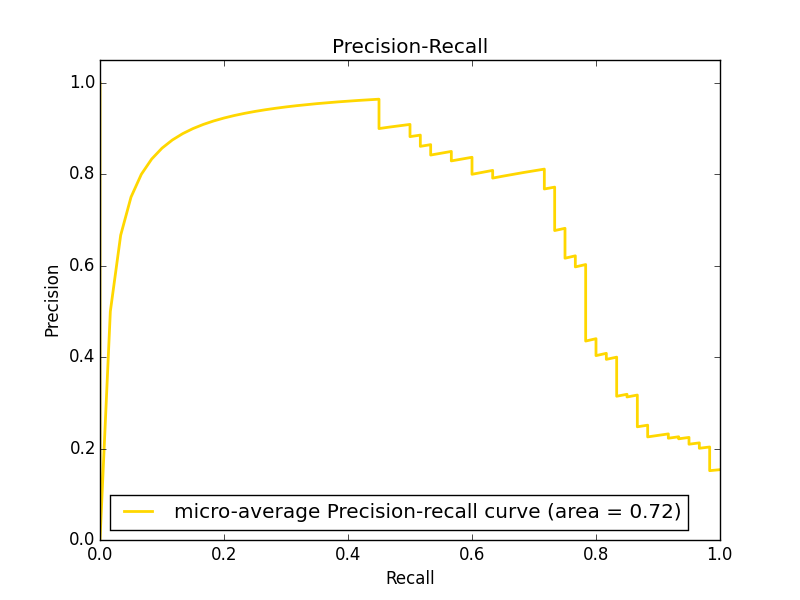 Precision-Recall
1.0
0.8
0.6
0.4
0.2
0.0
Precision
micro-average Precision-recall curve (area = 0.72)
0.0 0.2 0.4 0.6 0.8 1.0
Recall